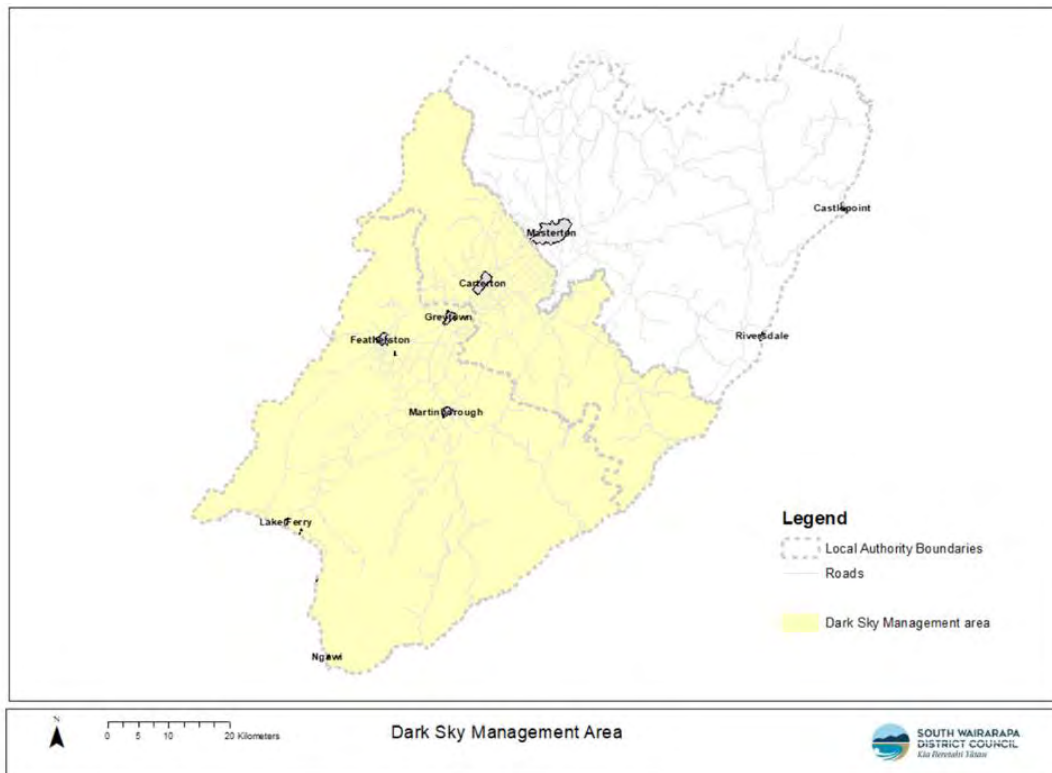 Castlepoint
Masterton
Carterton
Greytown
Featherston
Riversdale
Martinborough
Lake Ferry
Ngawi
Legend
Local Authority Boundaries
Roads
Dark Sky Management area
N
0 5 10 20 Kilometers
Dark Sky Management Area
SOUTH WAIRARAPA
DISTRICT COUNCIL
Kia Reretahi Tātau